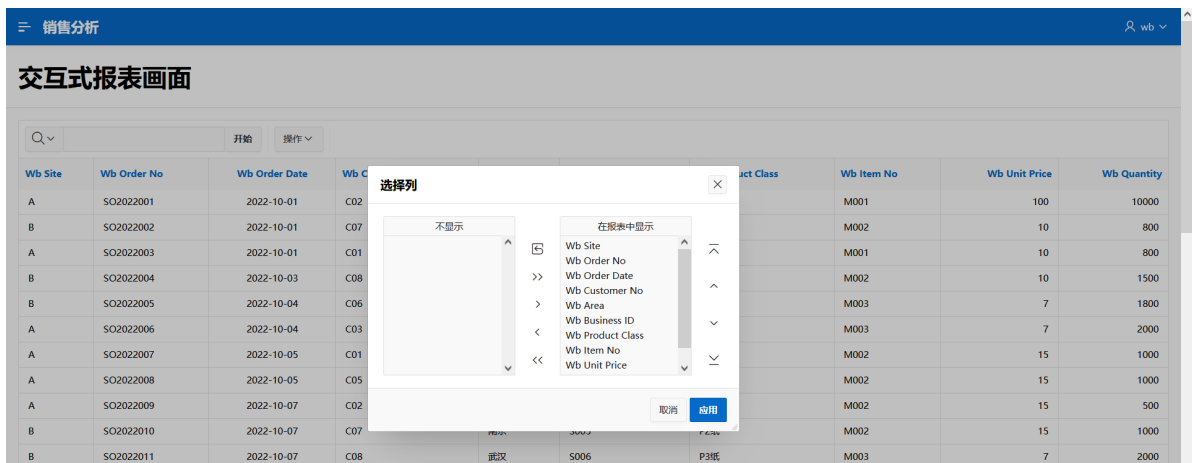 销售分析 wb
交互式报表画面
开始 操作
Wb Site Wb Order No Wb Order Date Wb C uct Class Wb Item No Wb Unit Price Wb Quantity
A SO2022001 2022-10-01 C02 M001 100 10000
B SO2022002 2022-10-01 C07 M002 10 800
A SO2022003 2022-10-01 C01 M002 10 800
B SO2022004 2022-10-03 C08 M002 10 1500
B SO2022005 2022-10-04 C06 M003 7 1800
A SO2022006 2022-10-04 C03 M003 7 2000
A SO2022007 2022-10-05 C01 M002 15 1000
A SO2022008 2022-10-05 C05 M002 15 1000
A SO2022009 2022-10-07 C02 M002 15 500
B SO2022010 2022-10-07 C07 南京 S005 P2纸 M002 15 1000
B SO2022011 2022-10-07 C08 武汉 S006 P3纸 M003 7 2000
选择列
不显示 在报表中显示
Wb Site
Wb Order No
Wb Order Date
Wb Customer No
Wb Area
Wb Business ID
Wb Product Class
Wb Item No
Wb Unit Price
取消 应用